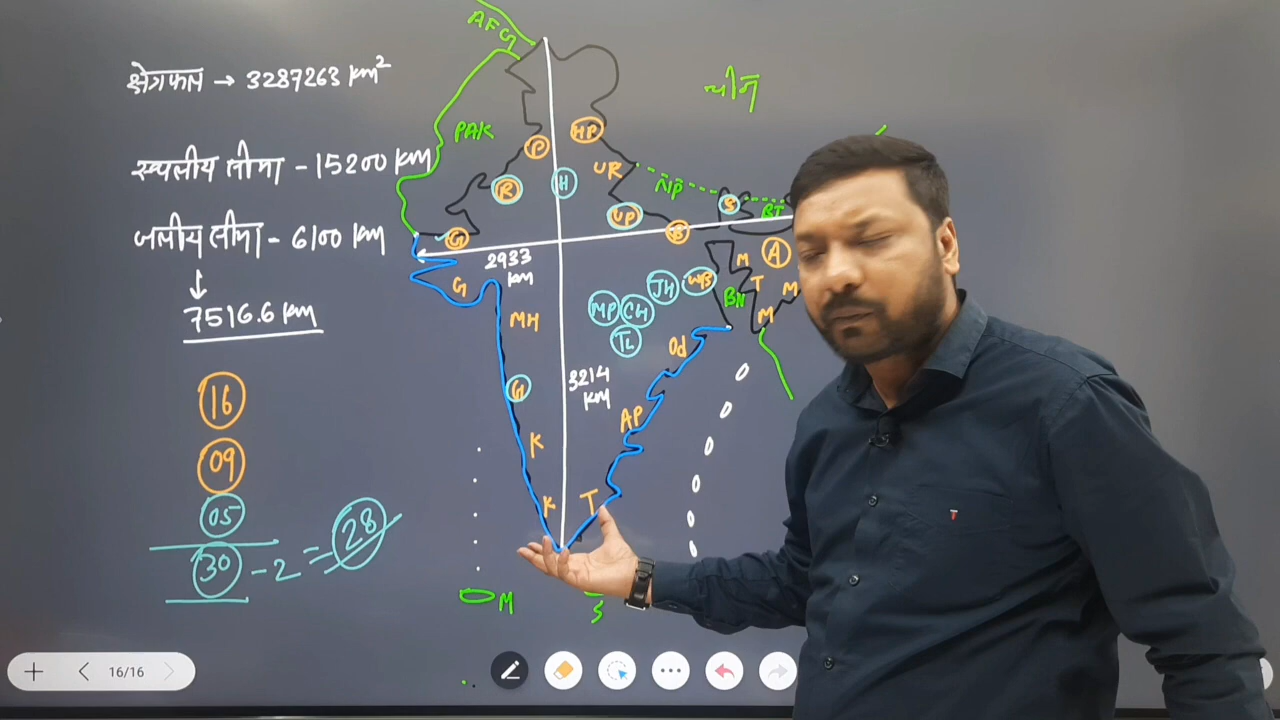 क्षेत्रफल → 3287263 km²
स्थलीय सीमा - 15200 KM
जलीय सीमा - 6100 KM
↓
7516.6 km
16
09
05
30 - 2 = 28
AFG
PAK
चीन
P
HP
R
H
UR
NP
UP
S
BT
G
B
A
2933
km
G
M
T
M
M
BN
MH
MP
CH
JH
WB
TL
Od
3214
KM
G
AP
K
K
T
M
S
T
16/16